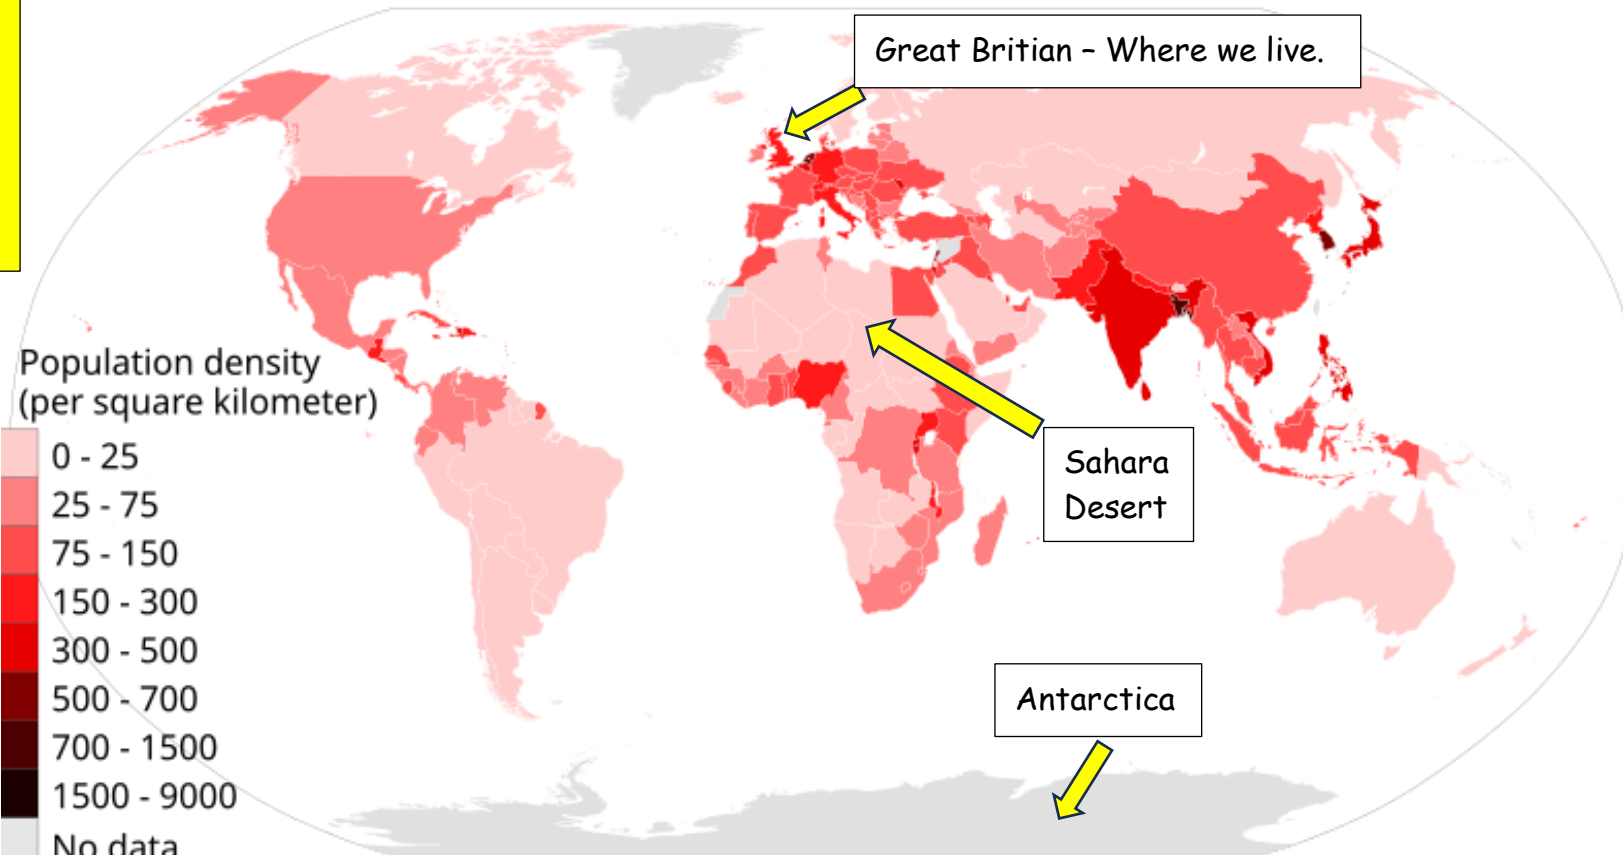 Great Britian – Where we live.
Population density
(per square kilometer)
0 - 25
25 - 75
75 - 150
150 - 300
300 - 500
500 - 700
700 - 1500
1500 - 9000
No data
Sahara
Desert
Antarctica